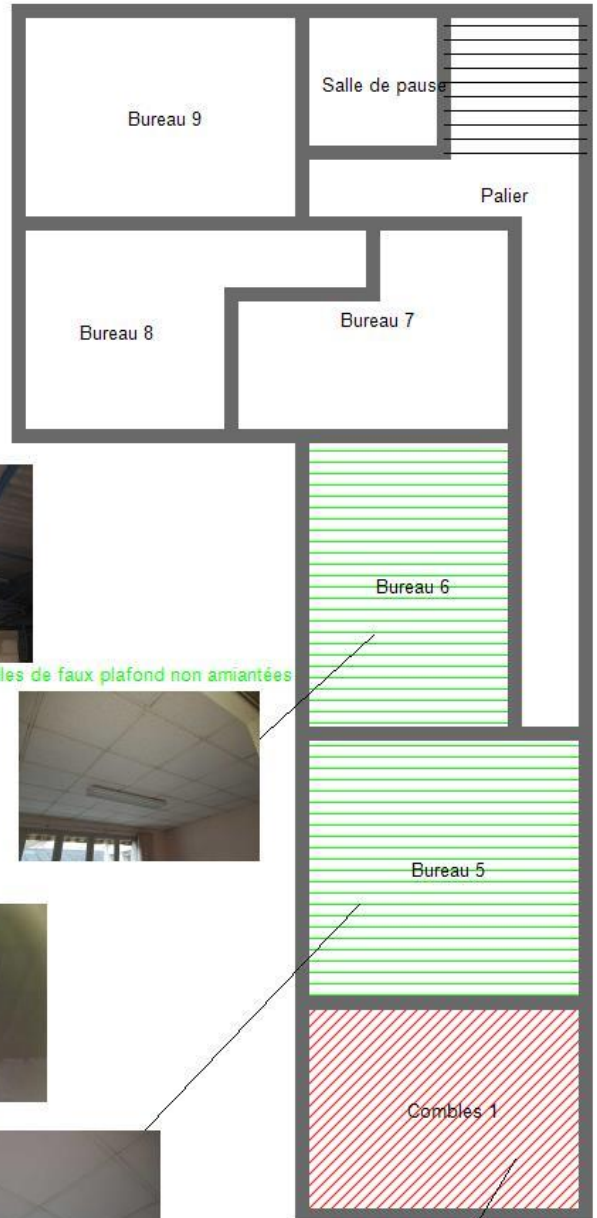 Bureau 9
Salle de pause
Palier
Bureau 8
Bureau 7
Bureau 6
les de faux plafond non amiantées
Bureau 5
Combles 1